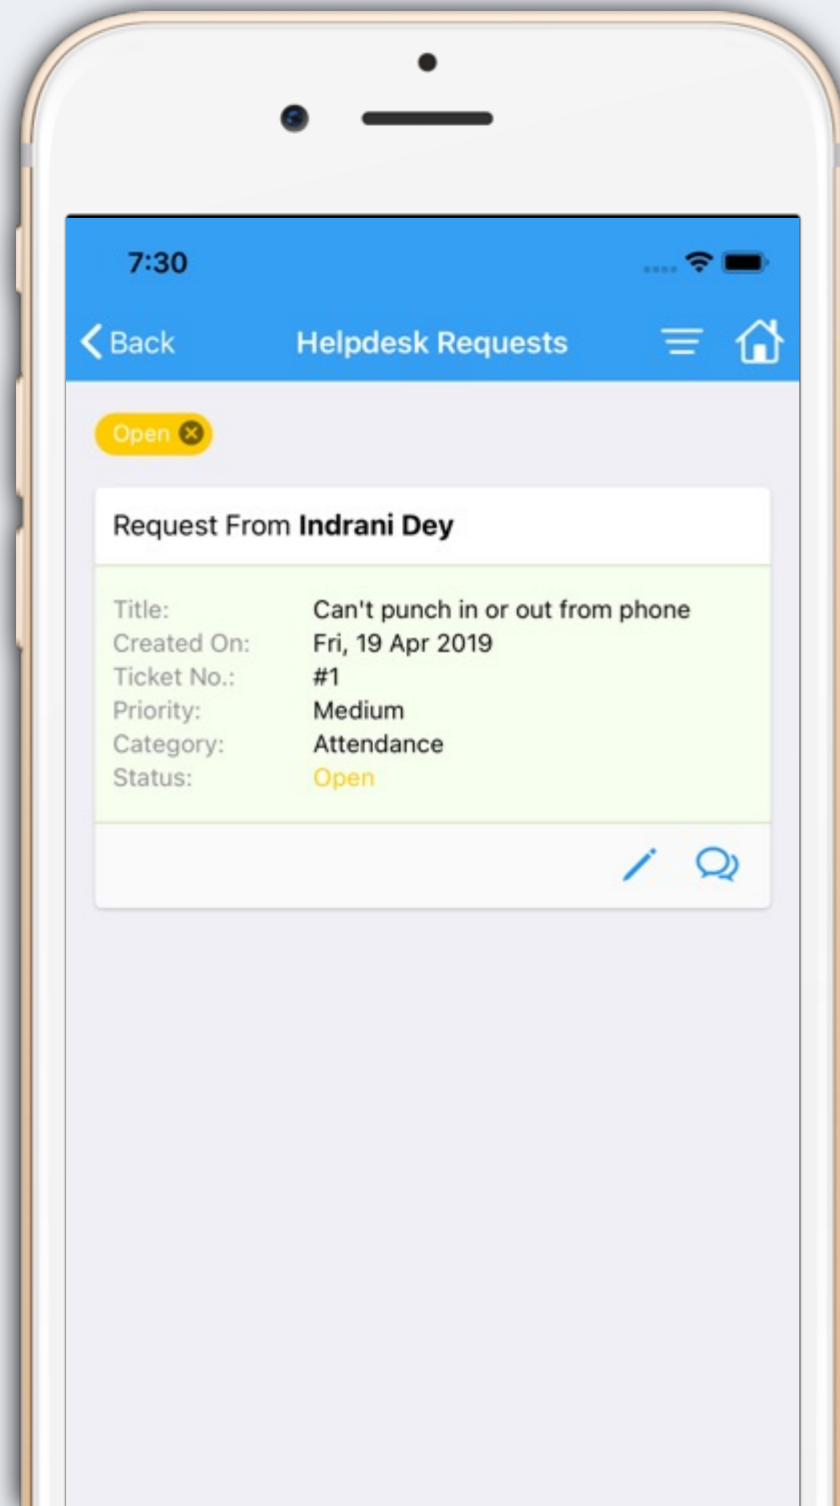 7:30
Back Helpdesk Requests
Open
Request From Indrani Dey
Title: Can't punch in or out from phone
Created On: Fri, 19 Apr 2019
Ticket No.: #1
Priority: Medium
Category: Attendance
Status: Open